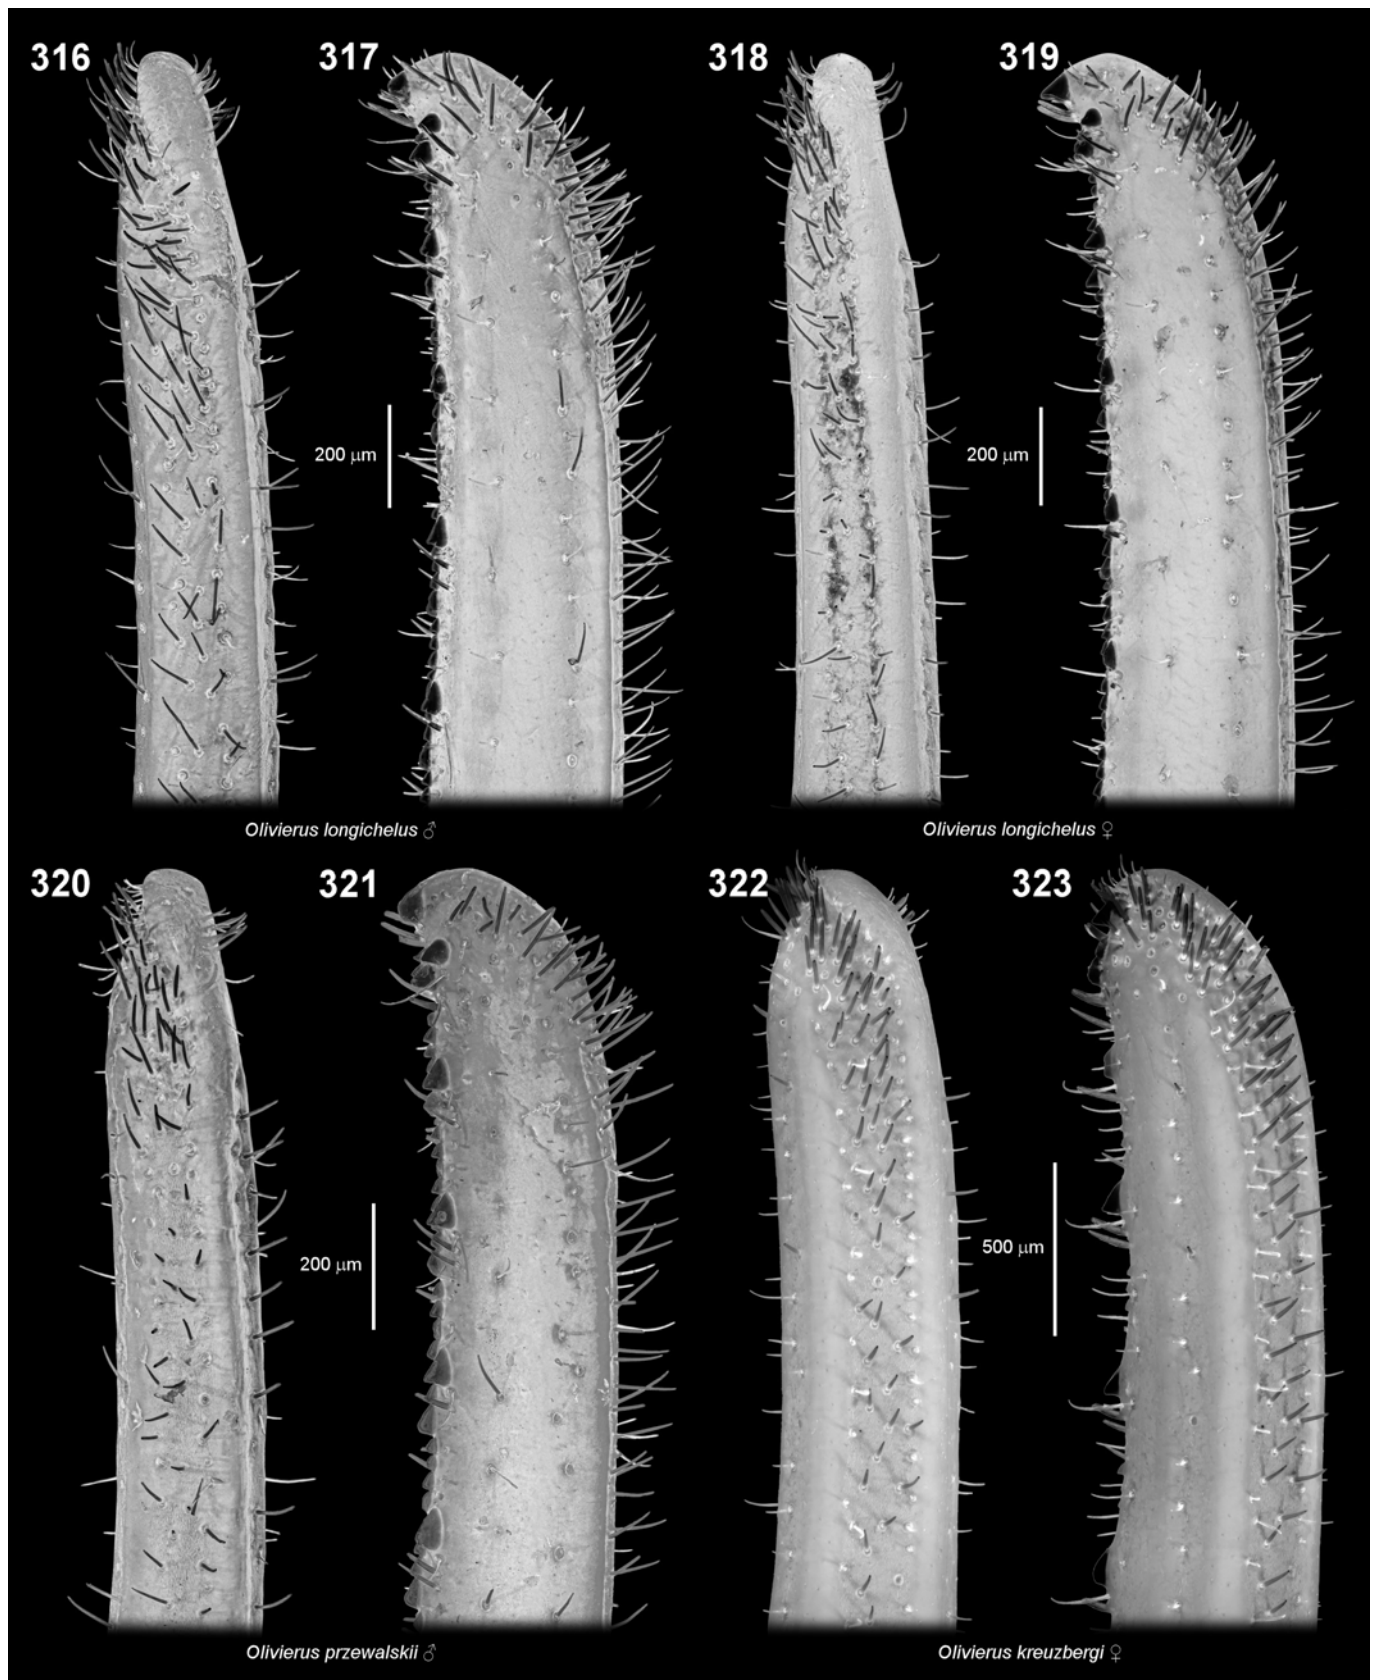 316 317 318 319
200 µm 200 µm
Olivierus longichelus ♂ Olivierus longichelus ♀
320 321 322 323
500 µm
200 µm
Olivierus przewalskii ♂ Olivierus kreuzbergi ♀